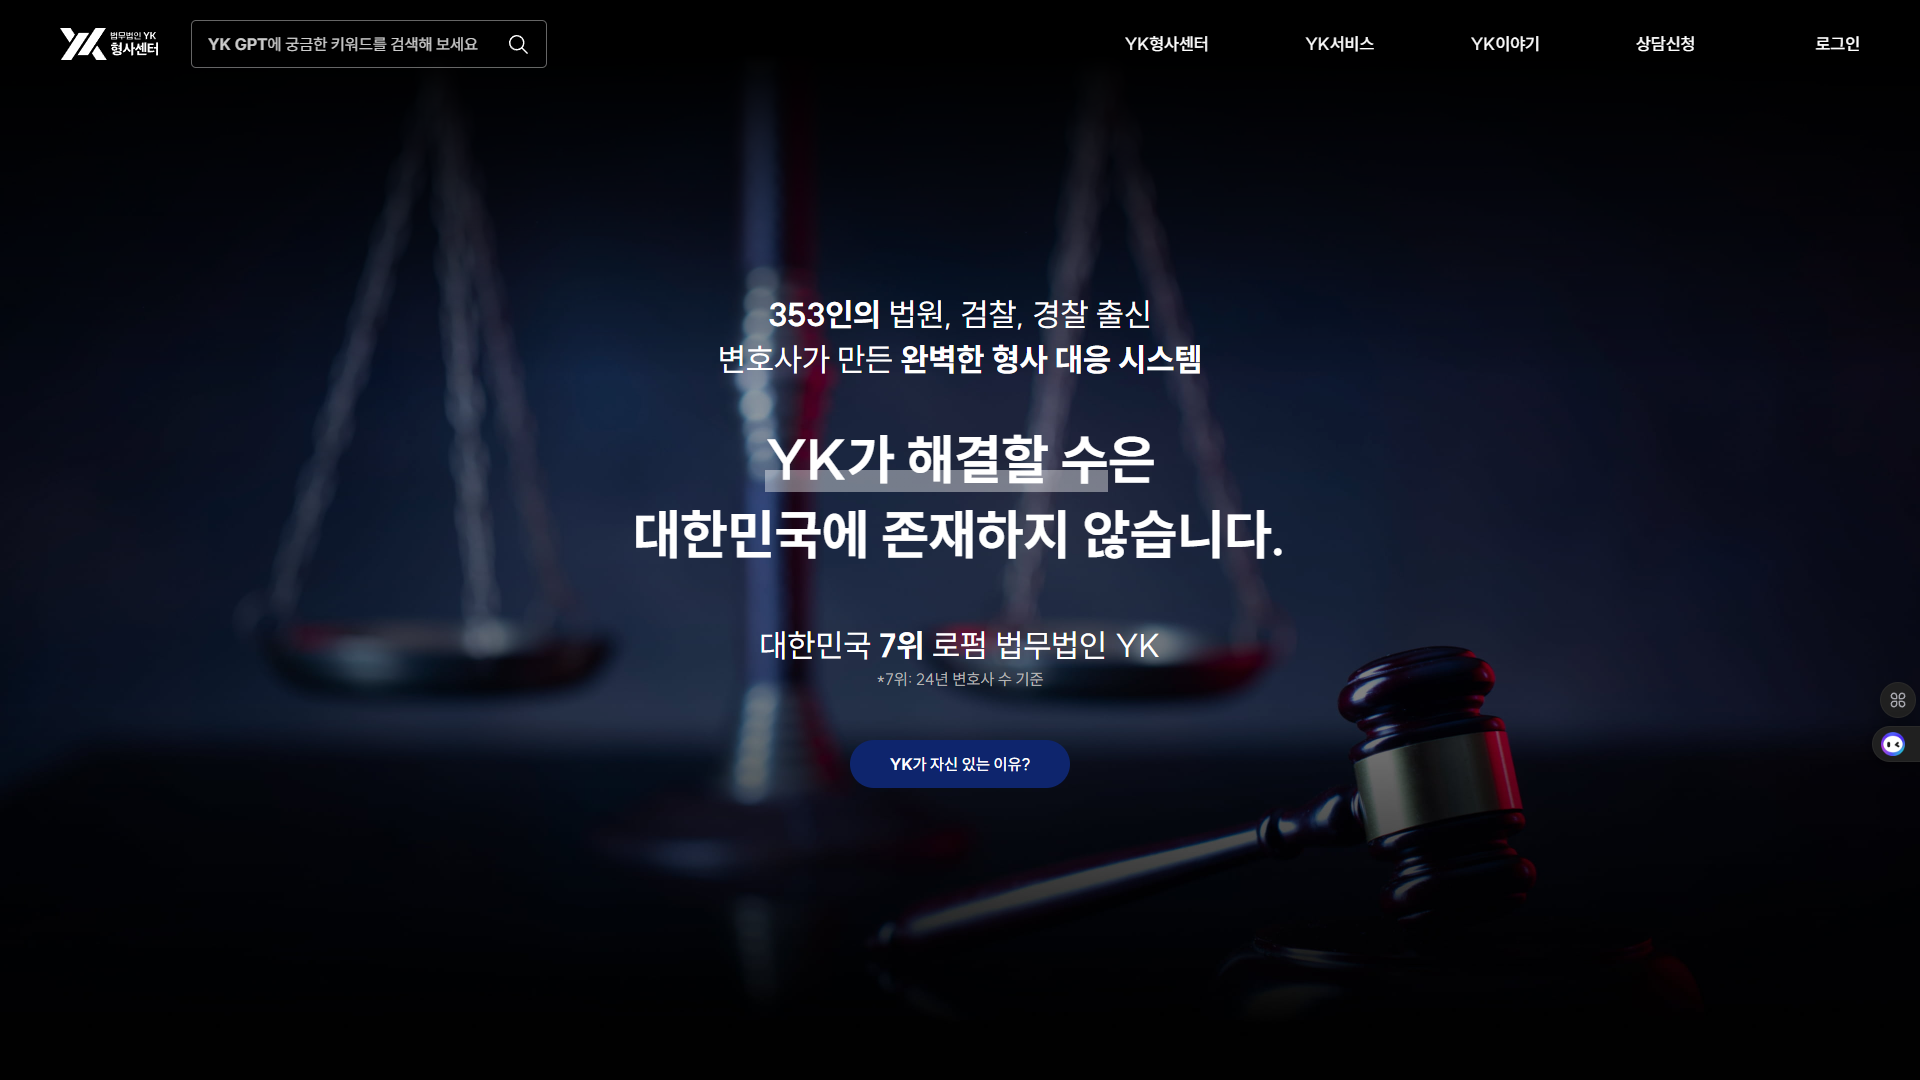 법무법인 YK
형사센터
YK GPT에 궁금한 키워드를 검색해 보세요
YK형사센터
YK서비스
YK이야기
상담신청
로그인
353인의 법원, 검찰, 경찰 출신
변호사가 만든 완벽한 형사 대응 시스템
YK가 해결할 수은
대한민국에 존재하지 않습니다.
대한민국 7위 로펌 법무법인 YK
*7위: 24년 변호사 수 기준
YK가 자신 있는 이유?